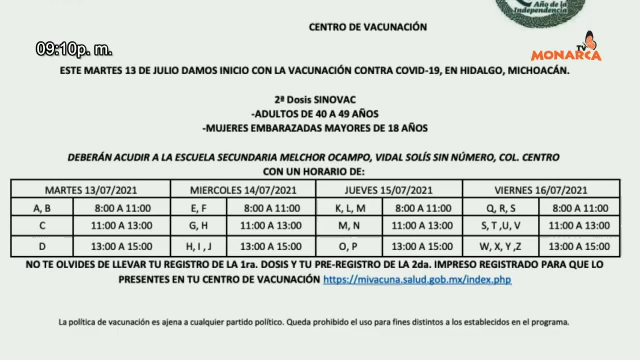 Año de la
Independencia
CENTRO DE VACUNACIÓN
09:10p. m.
TV
MONARCA
ESTE MARTES 13 DE JULIO DAMOS INICIO CON LA VACUNACIÓN CONTRA COVID-19, EN HIDALGO, MICHOACÁN.
2ª Dosis SINOVAC
-ADULTOS DE 40 A 49 AÑOS
-MUJERES EMBARAZADAS MAYORES DE 18 AÑOS
DEBERÁN ACUDIR A LA ESCUELA SECUNDARIA MELCHOR OCAMPO, VIDAL SOLÍS SIN NÚMERO, COL. CENTRO
CON UN HORARIO DE:
MARTES 13/07/2021 MIERCOLES 14/07/2021 JUEVES 15/07/2021 VIERNES 16/07/2021
A, B 8:00 A 11:00 E, F 8:00 A 11:00 K, L, M 8:00 A 11:00 Q, R, S 8:00 A 11:00
C 11:00 A 13:00 G, H 11:00 A 13:00 M, N 11:00 A 13:00 S, T ,U, V 11:00 A 13:00
D 13:00 A 15:00 H, I , J 13:00 A 15:00 O, P 13:00 A 15:00 W, X, Y ,Z 13:00 A 15:00
NO TE OLVIDES DE LLEVAR TU REGISTRO DE LA 1ra. DOSIS Y TU PRE-REGISTRO DE LA 2da. IMPRESO REGISTRADO PARA QUE LO
PRESENTES EN TU CENTRO DE VACUNACIÓN https://mivacuna.salud.gob.mx/index.php
La política de vacunación es ajena a cualquier partido político. Queda prohibido el uso para fines distintos a los establecidos en el programa.